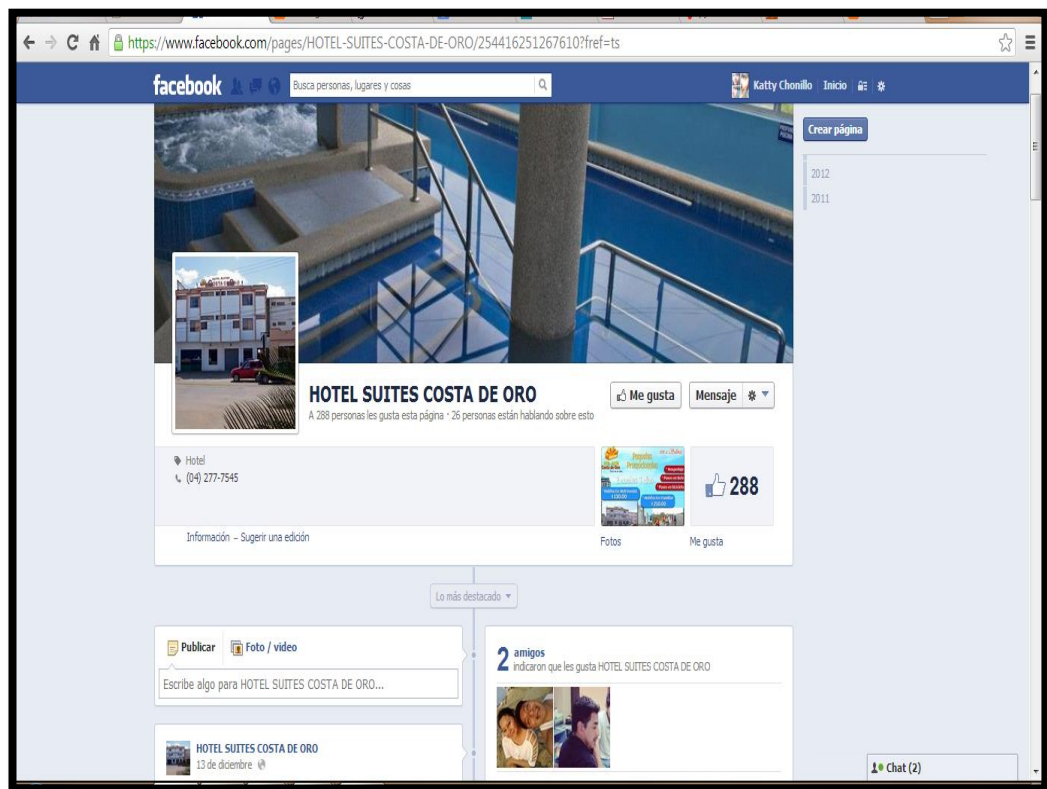 https://www.facebook.com/pages/HOTEL-SUITES-COSTA-DE-ORO/254416251267610?fref=ts
facebook
Busca personas, lugares y cosas
Katty Chonillo Inicio
Crear página
2012
2011
HOTEL SUITES COSTA DE ORO
A 288 personas les gusta esta página · 26 personas están hablando sobre esto
Me gusta
Mensaje
Hotel
(04) 277-7545
288
Información – Sugerir una edición
Fotos
Me gusta
Lo más destacado
Publicar Foto / video
Escribe algo para HOTEL SUITES COSTA DE ORO...
2 amigos
indicaron que les gusta HOTEL SUITES COSTA DE ORO
HOTEL SUITES COSTA DE ORO
13 de diciembre
Chat (2)